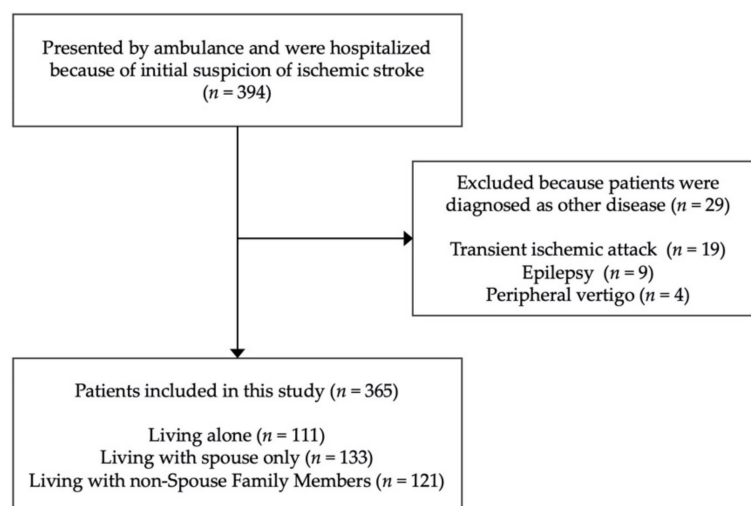 Presented by ambulance and were hospitalized
because of initial suspicion of ischemic stroke
(n = 394)
Excluded because patients were
diagnosed as other disease (n = 29)
Transient ischemic attack (n = 19)
Epilepsy (n = 9)
Peripheral vertigo (n = 4)
Patients included in this study (n = 365)
Living alone (n = 111)
Living with spouse only (n = 133)
Living with non-Spouse Family Members (n = 121)